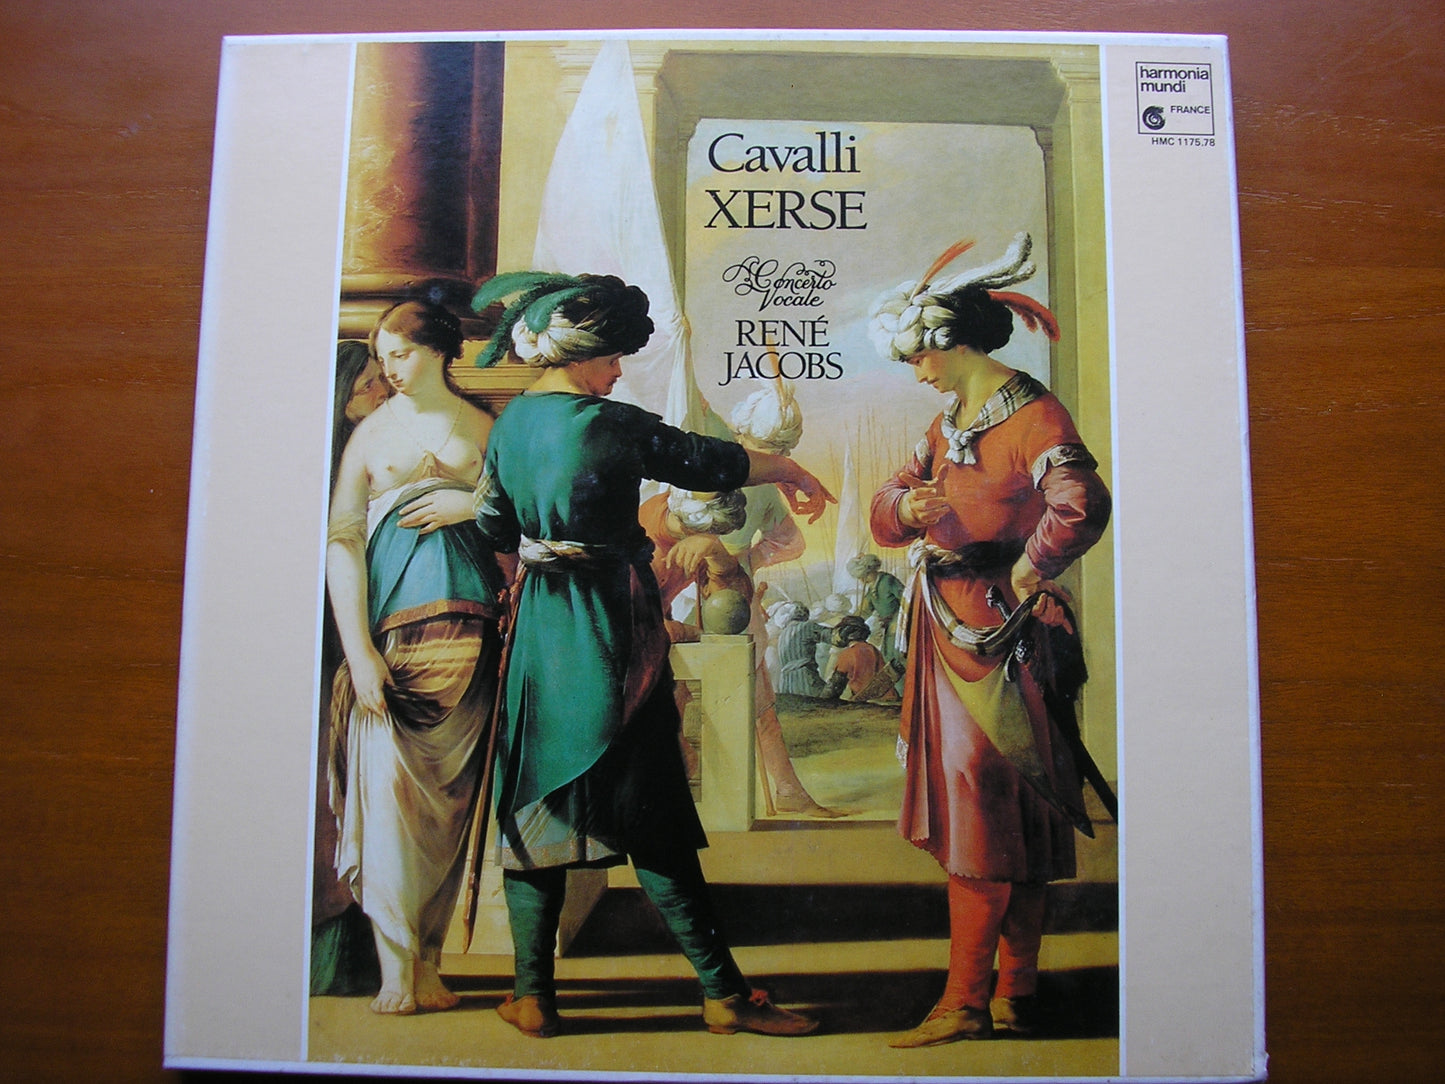 Cavalli
XERSE
Concerto
Vocale
RENÉ
JACOBS
harmonia
mundi
FRANCE
HMC 1175.78